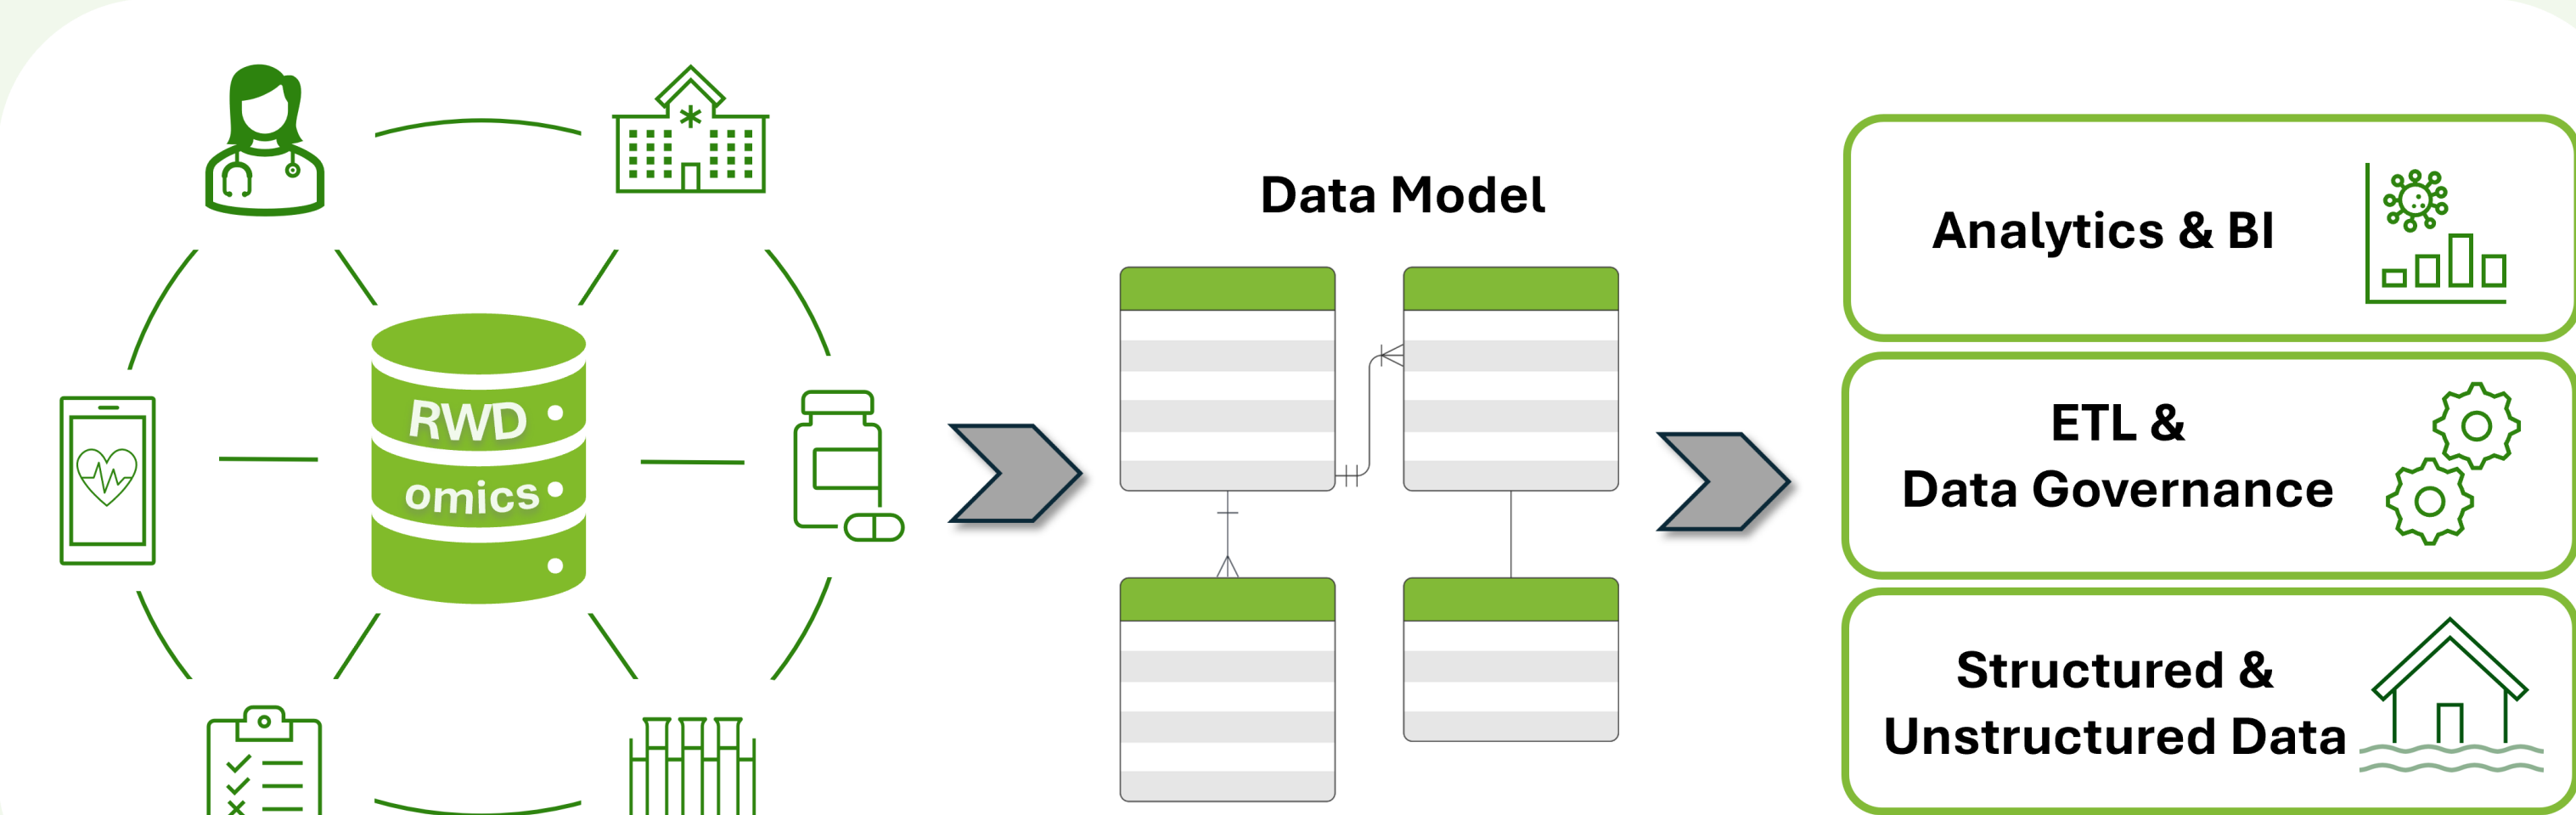 RWD
omics
Data Model
Analytics & BI
ETL &
Data Governance
Structured &
Unstructured Data